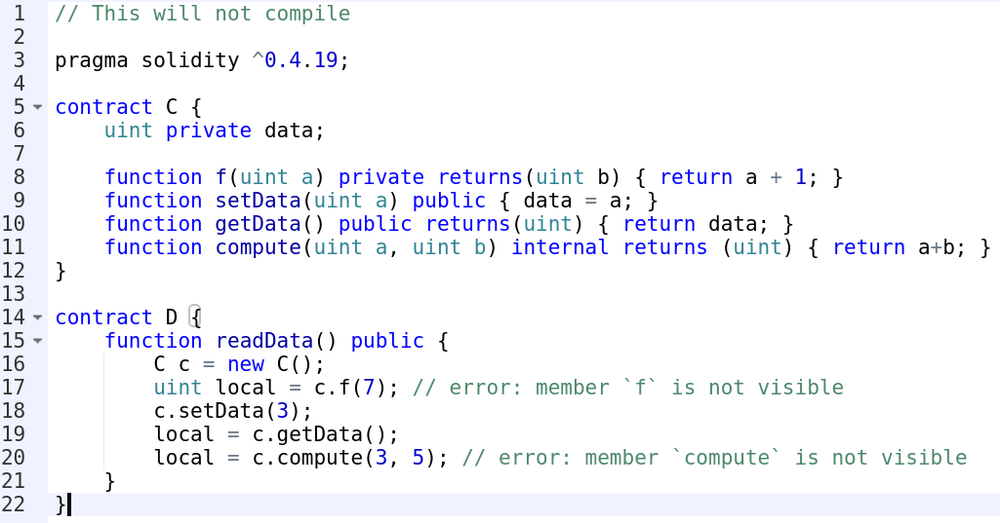 1 // This will not compile
2
3 pragma solidity ^0.4.19;
4
5 contract C {
6     uint private data;
7
8     function f(uint a) private returns(uint b) { return a + 1; }
9     function setData(uint a) public { data = a; }
10     function getData() public returns(uint) { return data; }
11     function compute(uint a, uint b) internal returns (uint) { return a+b; }
12 }
13
14 contract D {
15     function readData() public {
16         C c = new C();
17         uint local = c.f(7); // error: member `f` is not visible
18         c.setData(3);
19         local = c.getData();
20         local = c.compute(3, 5); // error: member `compute` is not visible
21     }
22 }